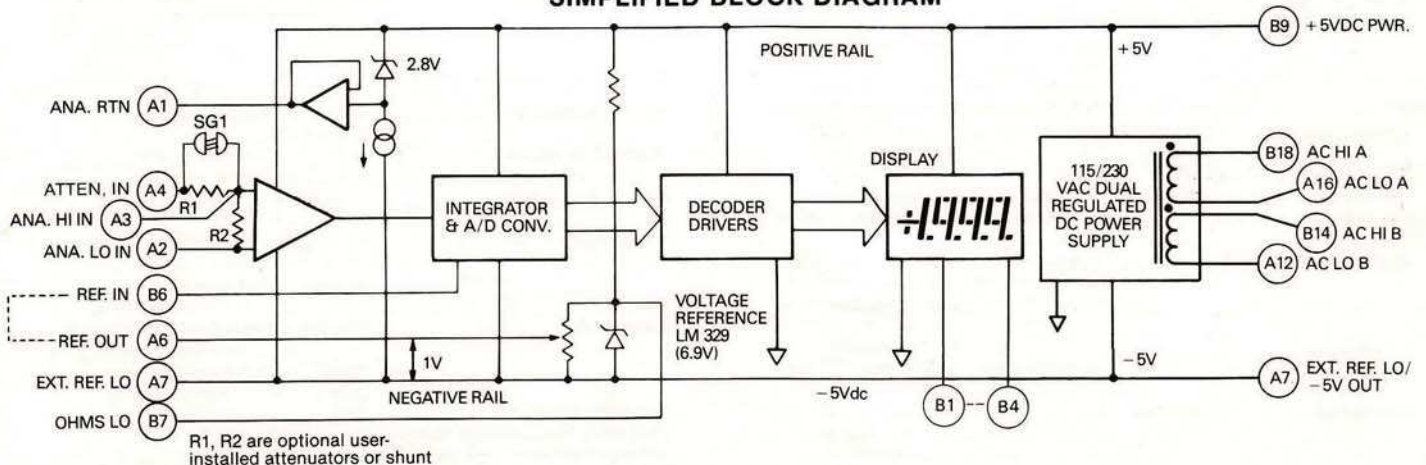 SIMPLIFIED BLOCK DIAGRAM
B9 +5VDC PWR.
POSITIVE RAIL
+5V
2.8V
ANA. RTN A1
SG1
ATTEN, IN A4
R1
ANA. HI IN A3
R2
ANA. LO IN A2
INTEGRATOR
& A/D CONV.
DECODER
DRIVERS
DISPLAY
1.9.9.9.
115/230
VAC DUAL
REGULATED
DC POWER
SUPPLY
B18 AC HI A
A16 AC LO A
B14 AC HI B
A12 AC LO B
REF. IN B6
REF. OUT A6
1V
VOLTAGE
REFERENCE
LM 329
(6.9V)
EXT. REF. LO A7
NEGATIVE RAIL
−5Vdc
−5V
A7 EXT. REF. LO/
−5V OUT
OHMS LO B7
B1 -- B4
R1, R2 are optional user-
installed attenuators or shunt